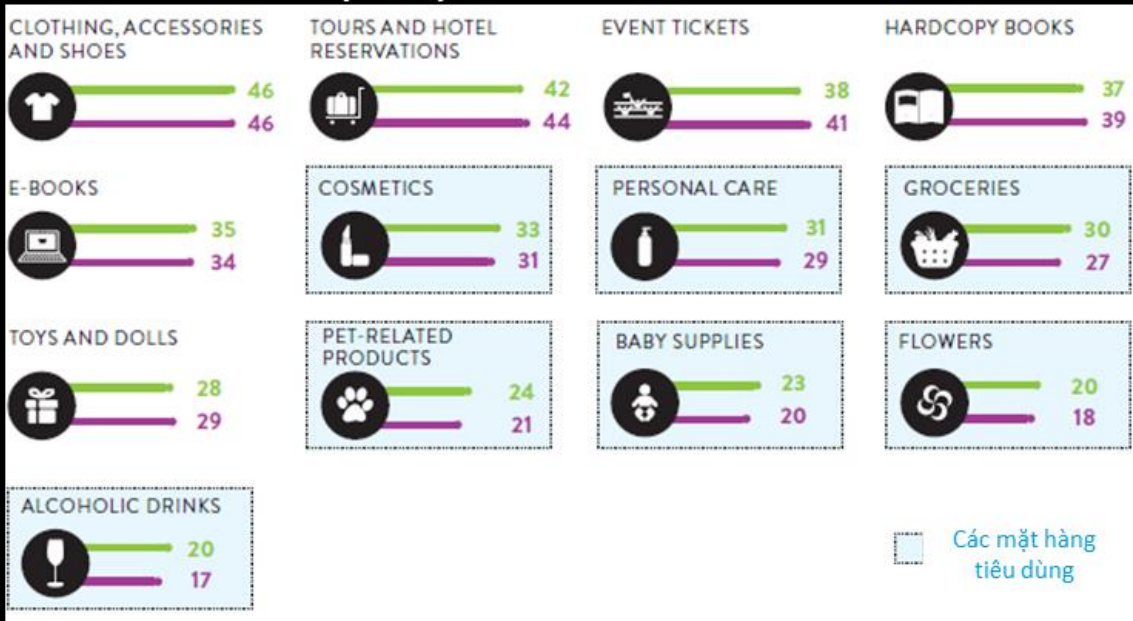 CLOTHING, ACCESSORIES
AND SHOES
46
46
TOURS AND HOTEL
RESERVATIONS
42
44
EVENT TICKETS
38
41
HARDCOPY BOOKS
37
39
E-BOOKS
35
34
COSMETICS
33
31
PERSONAL CARE
31
29
GROCERIES
30
27
TOYS AND DOLLS
28
29
PET-RELATED
PRODUCTS
24
21
BABY SUPPLIES
23
20
FLOWERS
20
18
ALCOHOLIC DRINKS
20
17
Các mặt hàng
tiêu dùng